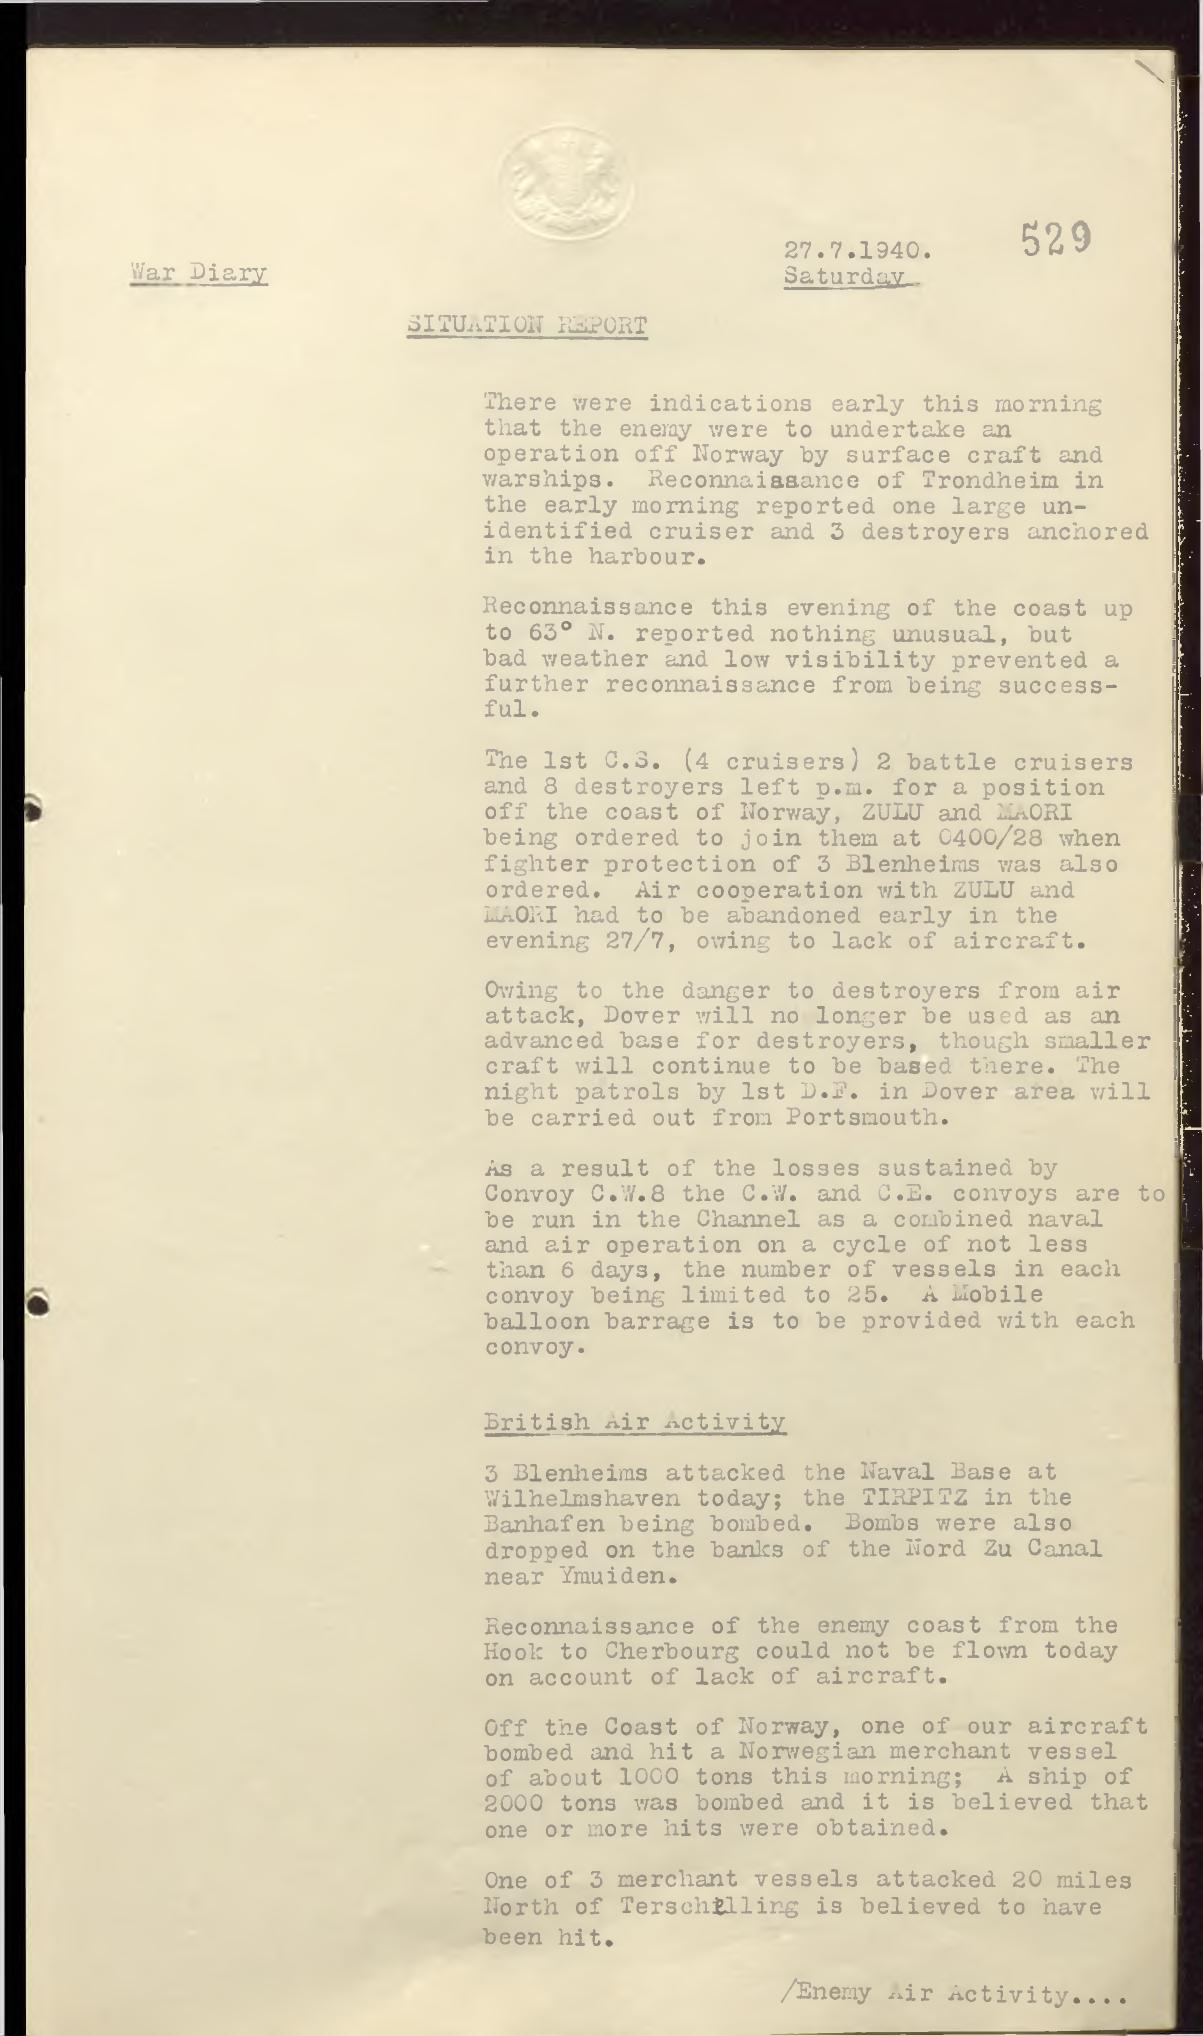 529
27.7.1940.
War Diary
Saturday
SITUATION REPORT
There were indications early this morning
that the enemy were to undertake an
operation off Norway by surface craft and
warships. Reconnaissance of Trondheim in
the early morning reported one large un-
identified cruiser and 3 destroyers anchored
in the harbour.
Reconnaissance this evening of the coast up
to 63° N. reported nothing unusual, but
bad weather and low visibility prevented a
further reconnaissance from being success-
ful.
The 1st C.S. (4 cruisers) 2 battle cruisers
and 8 destroyers left p.m. for a position
off the coast of Norway, ZULU and MAORI
being ordered to join them at 0400/28 when
fighter protection of 3 Blenheims was also
ordered. Air cooperation with ZULU and
MAORI had to be abandoned early in the
evening 27/7, owing to lack of aircraft.
Owing to the danger to destroyers from air
attack, Dover will no longer be used as an
advanced base for destroyers, though smaller
craft will continue to be based there. The
night patrols by 1st D.F. in Dover area will
be carried out from Portsmouth.
As a result of the losses sustained by
Convoy C.W.8 the C.W. and C.E. convoys are to
be run in the Channel as a combined naval
and air operation on a cycle of not less
than 6 days, the number of vessels in each
convoy being limited to 25. A Mobile
balloon barrage is to be provided with each
convoy.
British Air Activity
3 Blenheims attacked the Naval Base at
Wilhelmshaven today; the TIRPITZ in the
Banhafen being bombed. Bombs were also
dropped on the banks of the Nord Zu Canal
near Ymuiden.
Reconnaissance of the enemy coast from the
Hook to Cherbourg could not be flown today
on account of lack of aircraft.
Off the Coast of Norway, one of our aircraft
bombed and hit a Norwegian merchant vessel
of about 1000 tons this morning; A ship of
2000 tons was bombed and it is believed that
one or more hits were obtained.
One of 3 merchant vessels attacked 20 miles
North of Terschelling is believed to have
been hit.
/Enemy Air Activity....